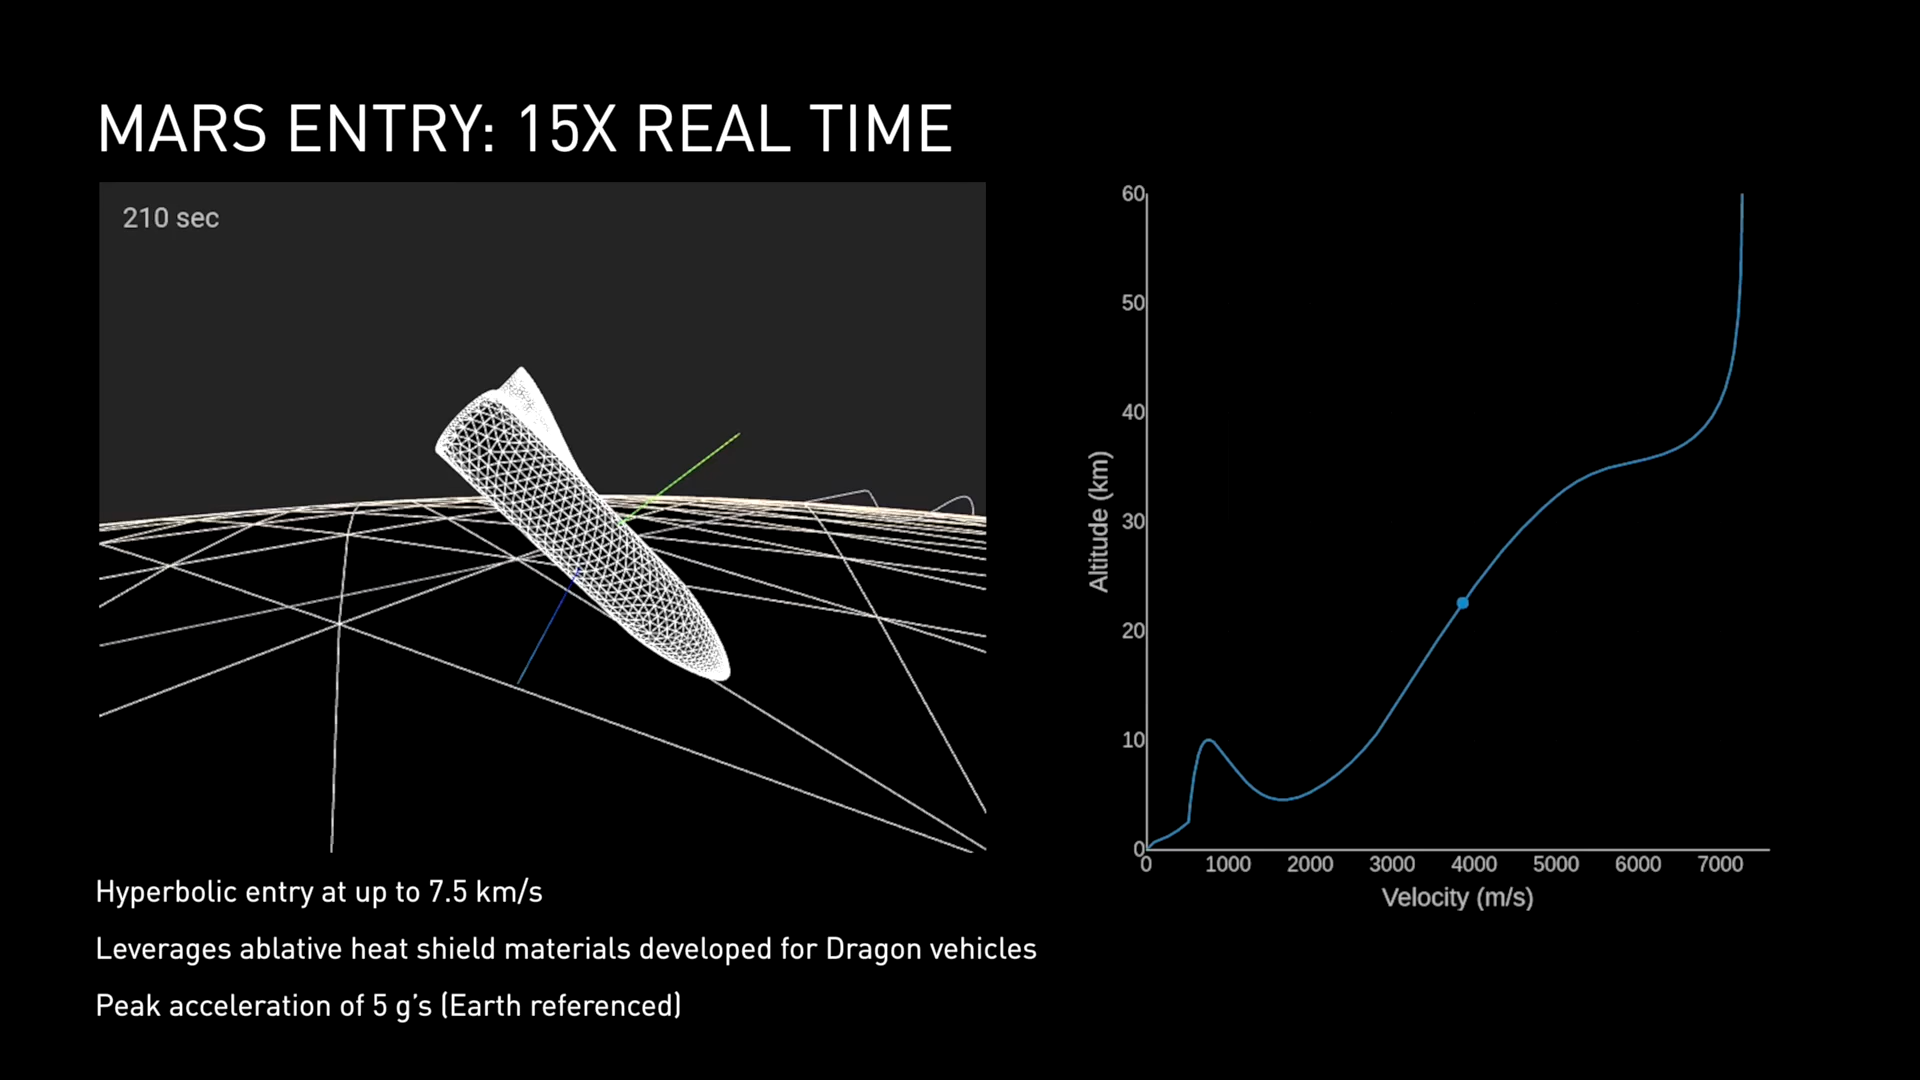 MARS ENTRY: 15X REAL TIME
210 sec
60
50
40
30
20
10
0
Altitude (km)
0 1000 2000 3000 4000 5000 6000 7000
Velocity (m/s)
Hyperbolic entry at up to 7.5 km/s
Leverages ablative heat shield materials developed for Dragon vehicles
Peak acceleration of 5 g’s (Earth referenced)